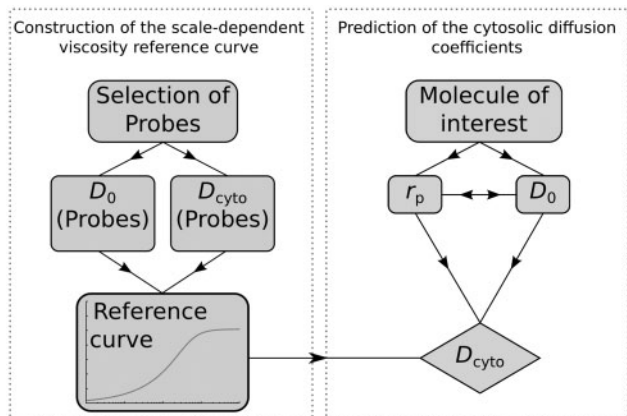 Construction of the scale-dependent
viscosity reference curve
Selection of
Probes
D0
(Probes)
Dcyto
(Probes)
Reference
curve
Prediction of the cytosolic diffusion
coefficients
Molecule of
interest
rp
D0
Dcyto